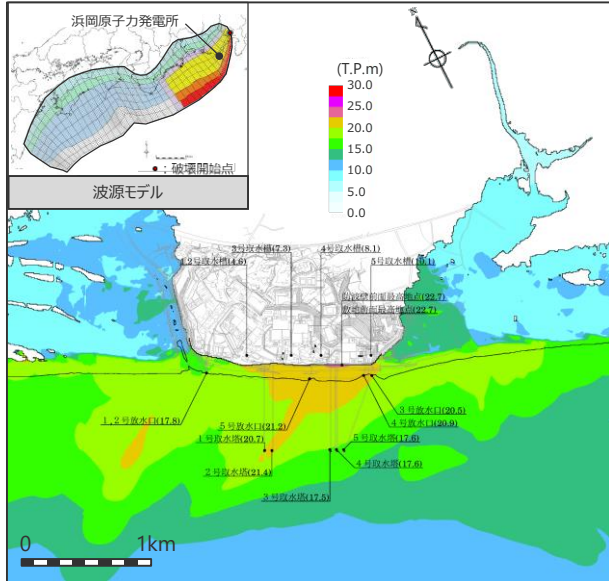 浜岡原子力発電所
●:破壊開始点
波源モデル
N
(T.P.m)
30.0
25.0
20.0
15.0
10.0
5.0
0.0
3号取水槽(7.3)
4号取水槽(8.1)
1,2号取水槽(4.6)
5号取水槽(10.1)
防波壁前面最高地点(22.7)
敷地前面最高地点(22.7)
1,2号放水口(17.8)
5号放水口(21.2)
3号放水口(20.5)
4号放水口(20.9)
1号取水塔(20.7)
5号取水塔(17.6)
2号取水塔(21.4)
4号取水塔(17.6)
3号取水塔(17.5)
0
1km